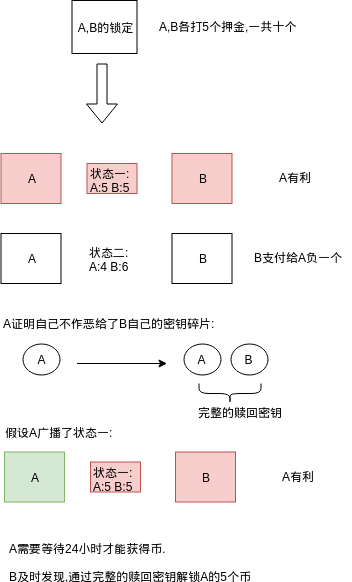 A,B的锁定
A,B各打5个押金,一共十个
A
状态一:
A:5 B:5
B
A有利
A
状态二:
A:4 B:6
B
B支付给A负一个
A证明自己不作恶给了B自己的密钥碎片:
A
A
B
完整的赎回密钥
假设A广播了状态一:
A
状态一:
A:5 B:5
B
A有利
A需要等待24小时才能获得币.
B及时发现,通过完整的赎回密钥解锁A的5个币